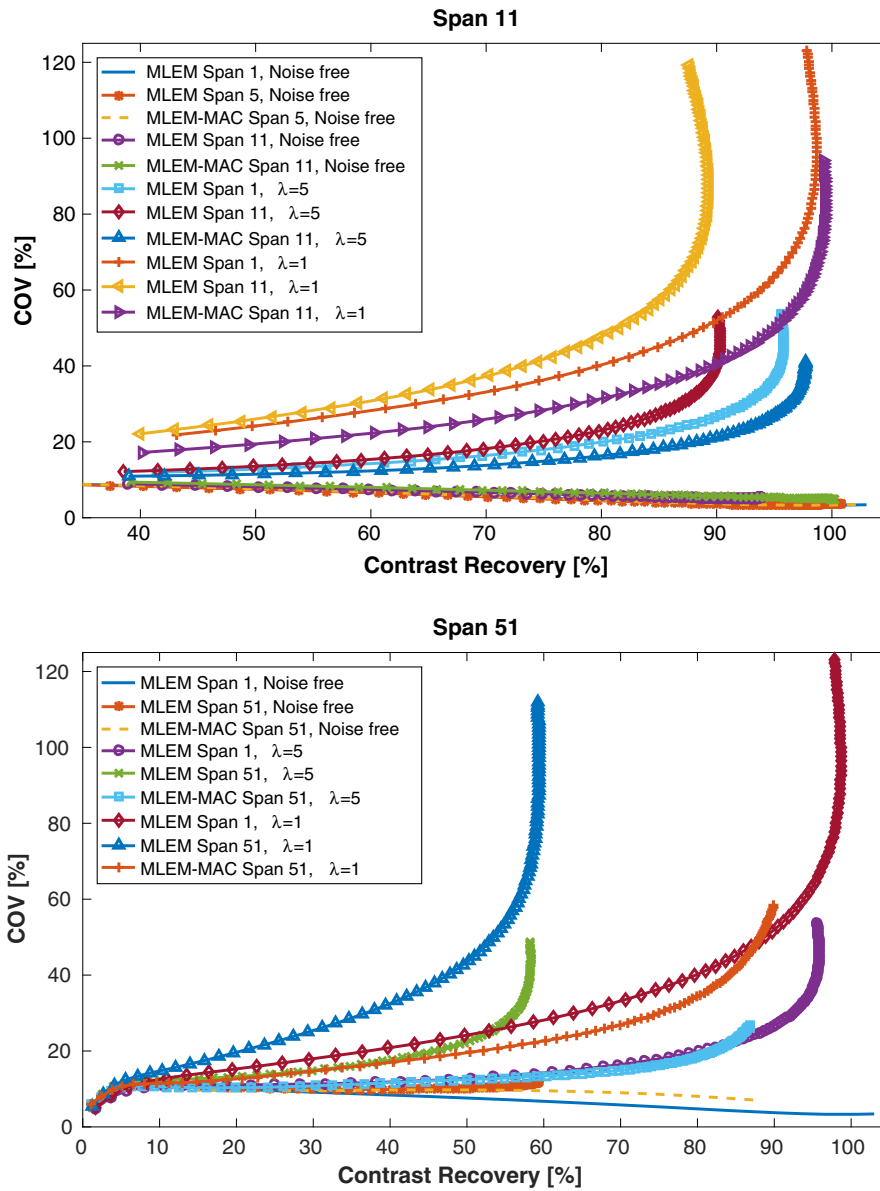 Span 11
120
100
80
60
40
20
0
COV [%]
MLEM Span 1, Noise free
MLEM Span 5, Noise free
MLEM-MAC Span 5, Noise free
MLEM Span 11, Noise free
MLEM-MAC Span 11, Noise free
MLEM Span 1, λ=5
MLEM Span 11, λ=5
MLEM-MAC Span 11, λ=5
MLEM Span 1, λ=1
MLEM Span 11, λ=1
MLEM-MAC Span 11, λ=1
40 50 60 70 80 90 100
Contrast Recovery [%]
Span 51
120
100
80
60
40
20
0
COV [%]
MLEM Span 1, Noise free
MLEM Span 51, Noise free
MLEM-MAC Span 51, Noise free
MLEM Span 1, λ=5
MLEM Span 51, λ=5
MLEM-MAC Span 51, λ=5
MLEM Span 1, λ=1
MLEM Span 51, λ=1
MLEM-MAC Span 51, λ=1
0 10 20 30 40 50 60 70 80 90 100
Contrast Recovery [%]